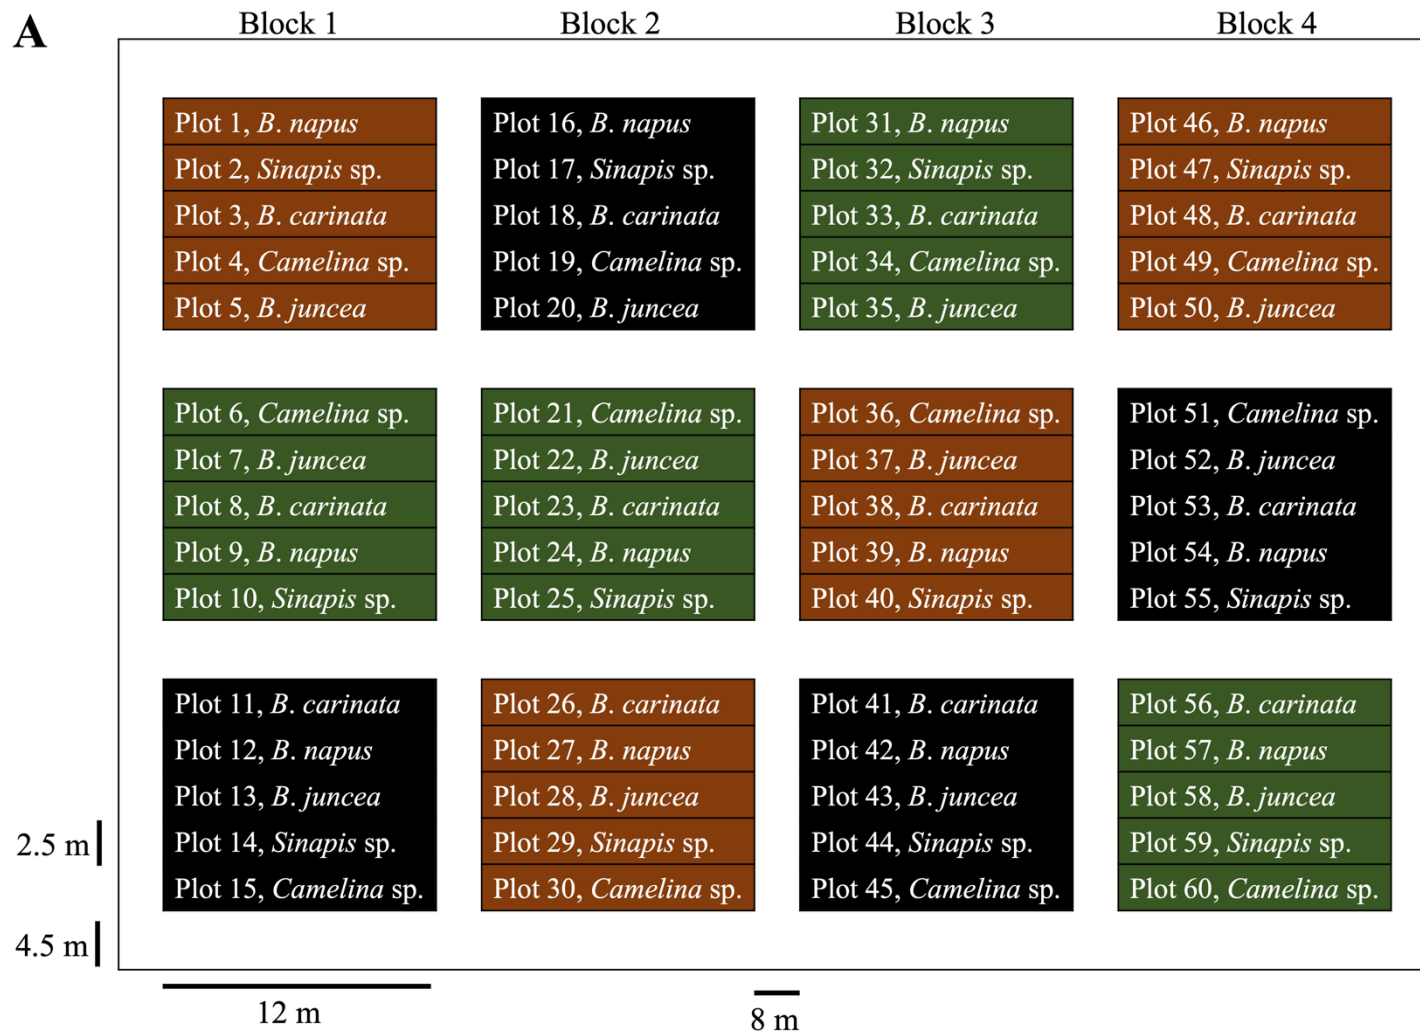 A
Block 1
Block 2
Block 3
Block 4
Plot 1, B. napus
Plot 2, Sinapis sp.
Plot 3, B. carinata
Plot 4, Camelina sp.
Plot 5, B. juncea
Plot 16, B. napus
Plot 17, Sinapis sp.
Plot 18, B. carinata
Plot 19, Camelina sp.
Plot 20, B. juncea
Plot 31, B. napus
Plot 32, Sinapis sp.
Plot 33, B. carinata
Plot 34, Camelina sp.
Plot 35, B. juncea
Plot 46, B. napus
Plot 47, Sinapis sp.
Plot 48, B. carinata
Plot 49, Camelina sp.
Plot 50, B. juncea
Plot 6, Camelina sp.
Plot 7, B. juncea
Plot 8, B. carinata
Plot 9, B. napus
Plot 10, Sinapis sp.
Plot 21, Camelina sp.
Plot 22, B. juncea
Plot 23, B. carinata
Plot 24, B. napus
Plot 25, Sinapis sp.
Plot 36, Camelina sp.
Plot 37, B. juncea
Plot 38, B. carinata
Plot 39, B. napus
Plot 40, Sinapis sp.
Plot 51, Camelina sp.
Plot 52, B. juncea
Plot 53, B. carinata
Plot 54, B. napus
Plot 55, Sinapis sp.
Plot 11, B. carinata
Plot 12, B. napus
Plot 13, B. juncea
Plot 14, Sinapis sp.
Plot 15, Camelina sp.
Plot 26, B. carinata
Plot 27, B. napus
Plot 28, B. juncea
Plot 29, Sinapis sp.
Plot 30, Camelina sp.
Plot 41, B. carinata
Plot 42, B. napus
Plot 43, B. juncea
Plot 44, Sinapis sp.
Plot 45, Camelina sp.
Plot 56, B. carinata
Plot 57, B. napus
Plot 58, B. juncea
Plot 59, Sinapis sp.
Plot 60, Camelina sp.
2.5 m
4.5 m
12 m
8 m